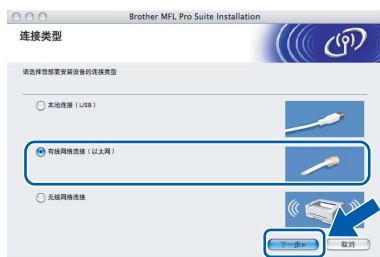 Brother MFL Pro Suite Installation
连接类型
请选择您想要安装设备的连接类型
本地连接（USB）
有线网络连接（以太网）
无线网络连接
下一步>
取消